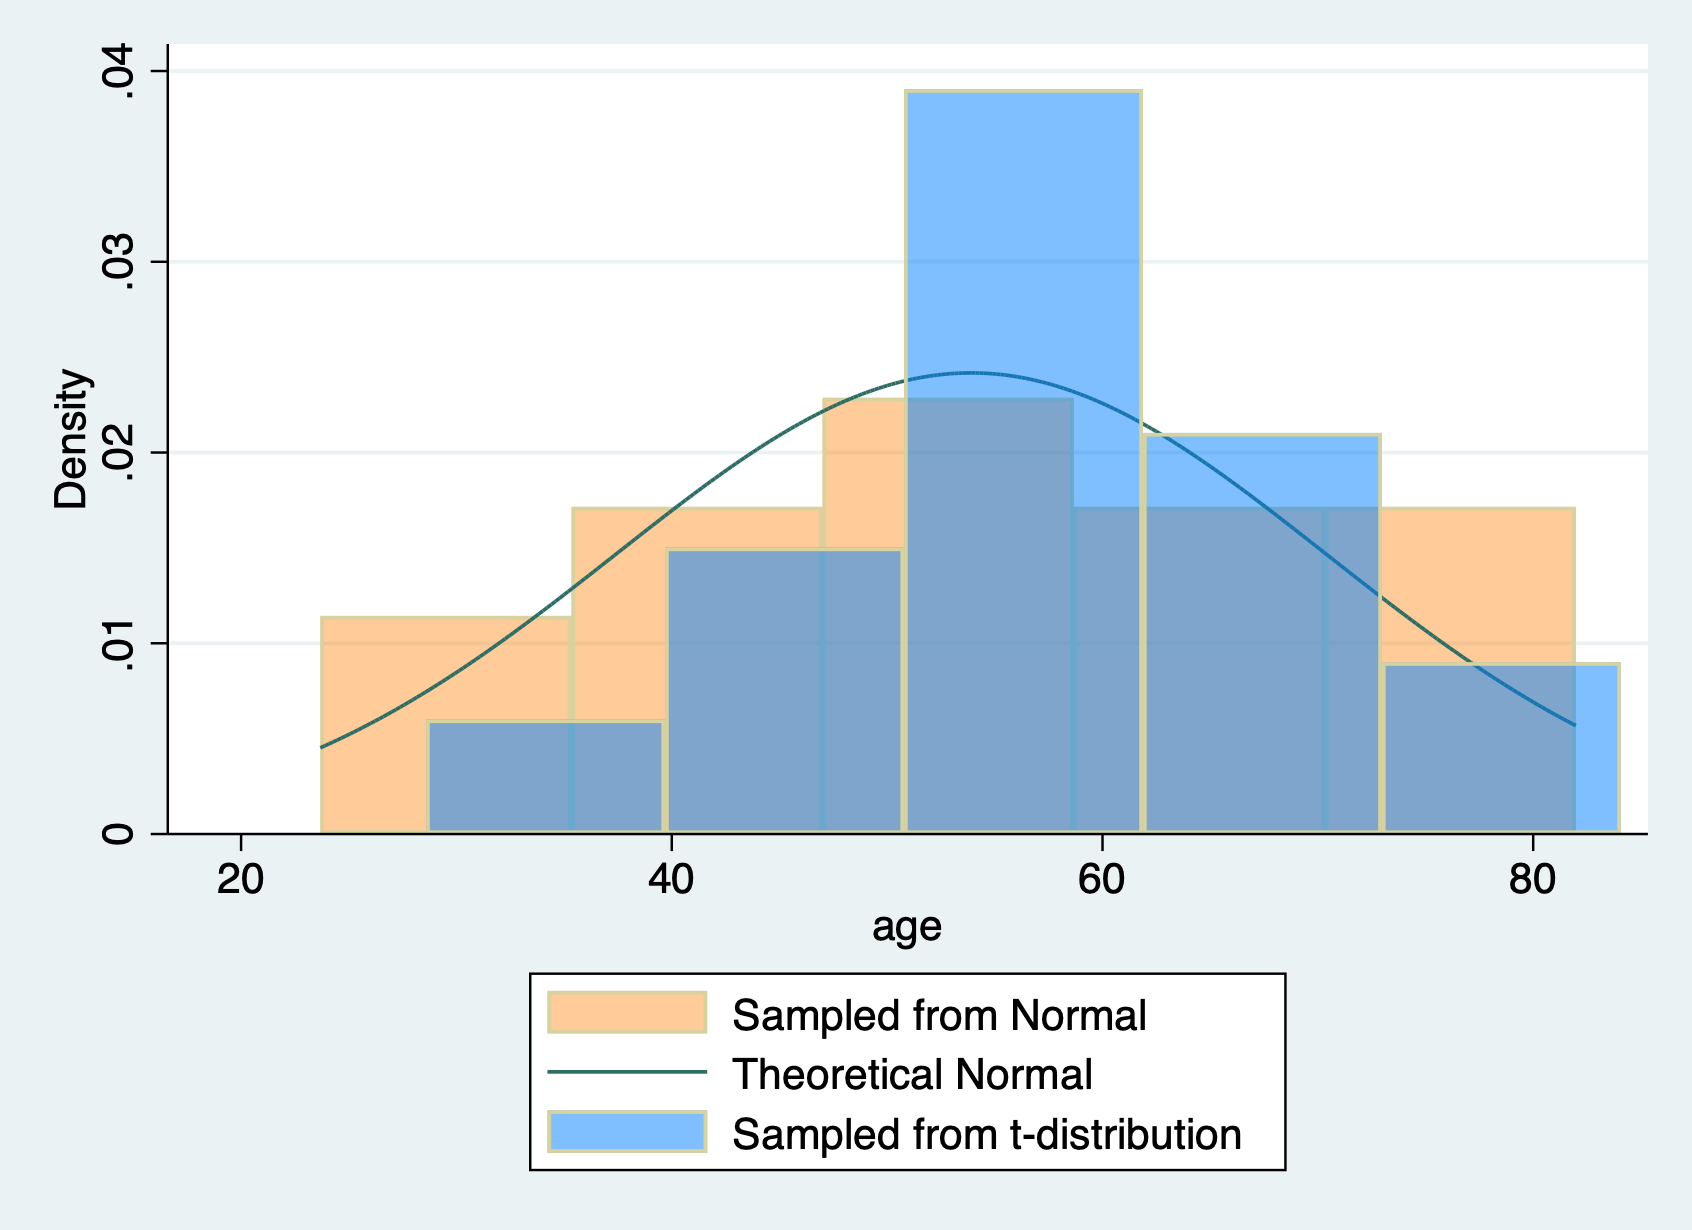 .04
.03
.02
.01
0
Density
20 40 60 80
age
Sampled from Normal
Theoretical Normal
Sampled from t-distribution